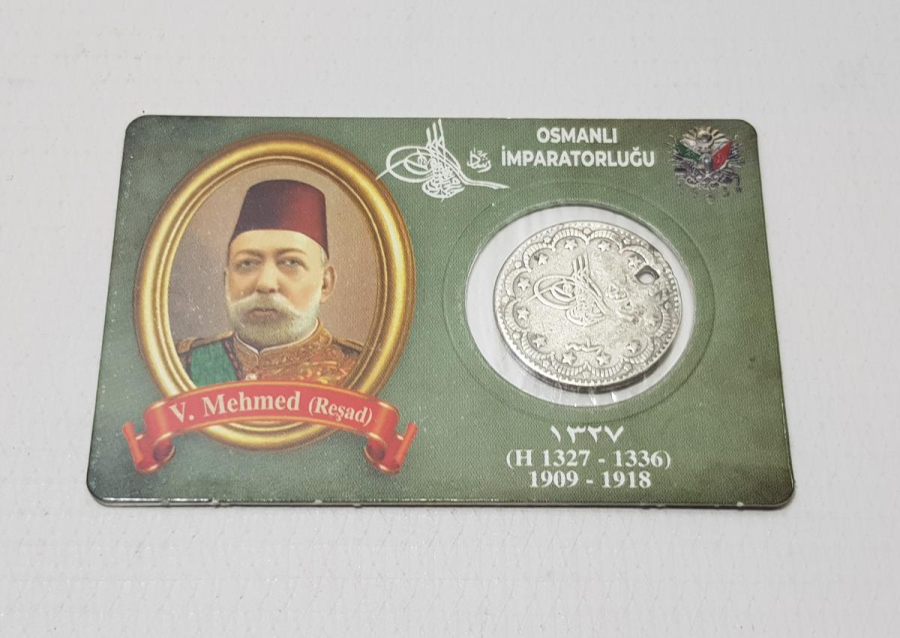 V. Mehmed (Reşad)
OSMANLI
İMPARATORLUĞU
١٣٢٧
(H 1327 - 1336)
1909 - 1918